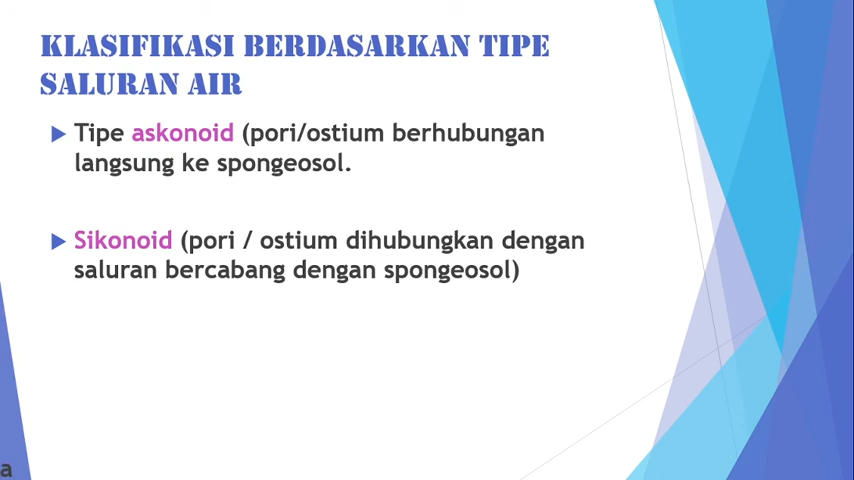 KLASIFIKASI BERDASARKAN TIPE
SALURAN AIR
Tipe askonoid (pori/ostium berhubungan
langsung ke spongeosol.
Sikonoid (pori / ostium dihubungkan dengan
saluran bercabang dengan spongeosol)
a